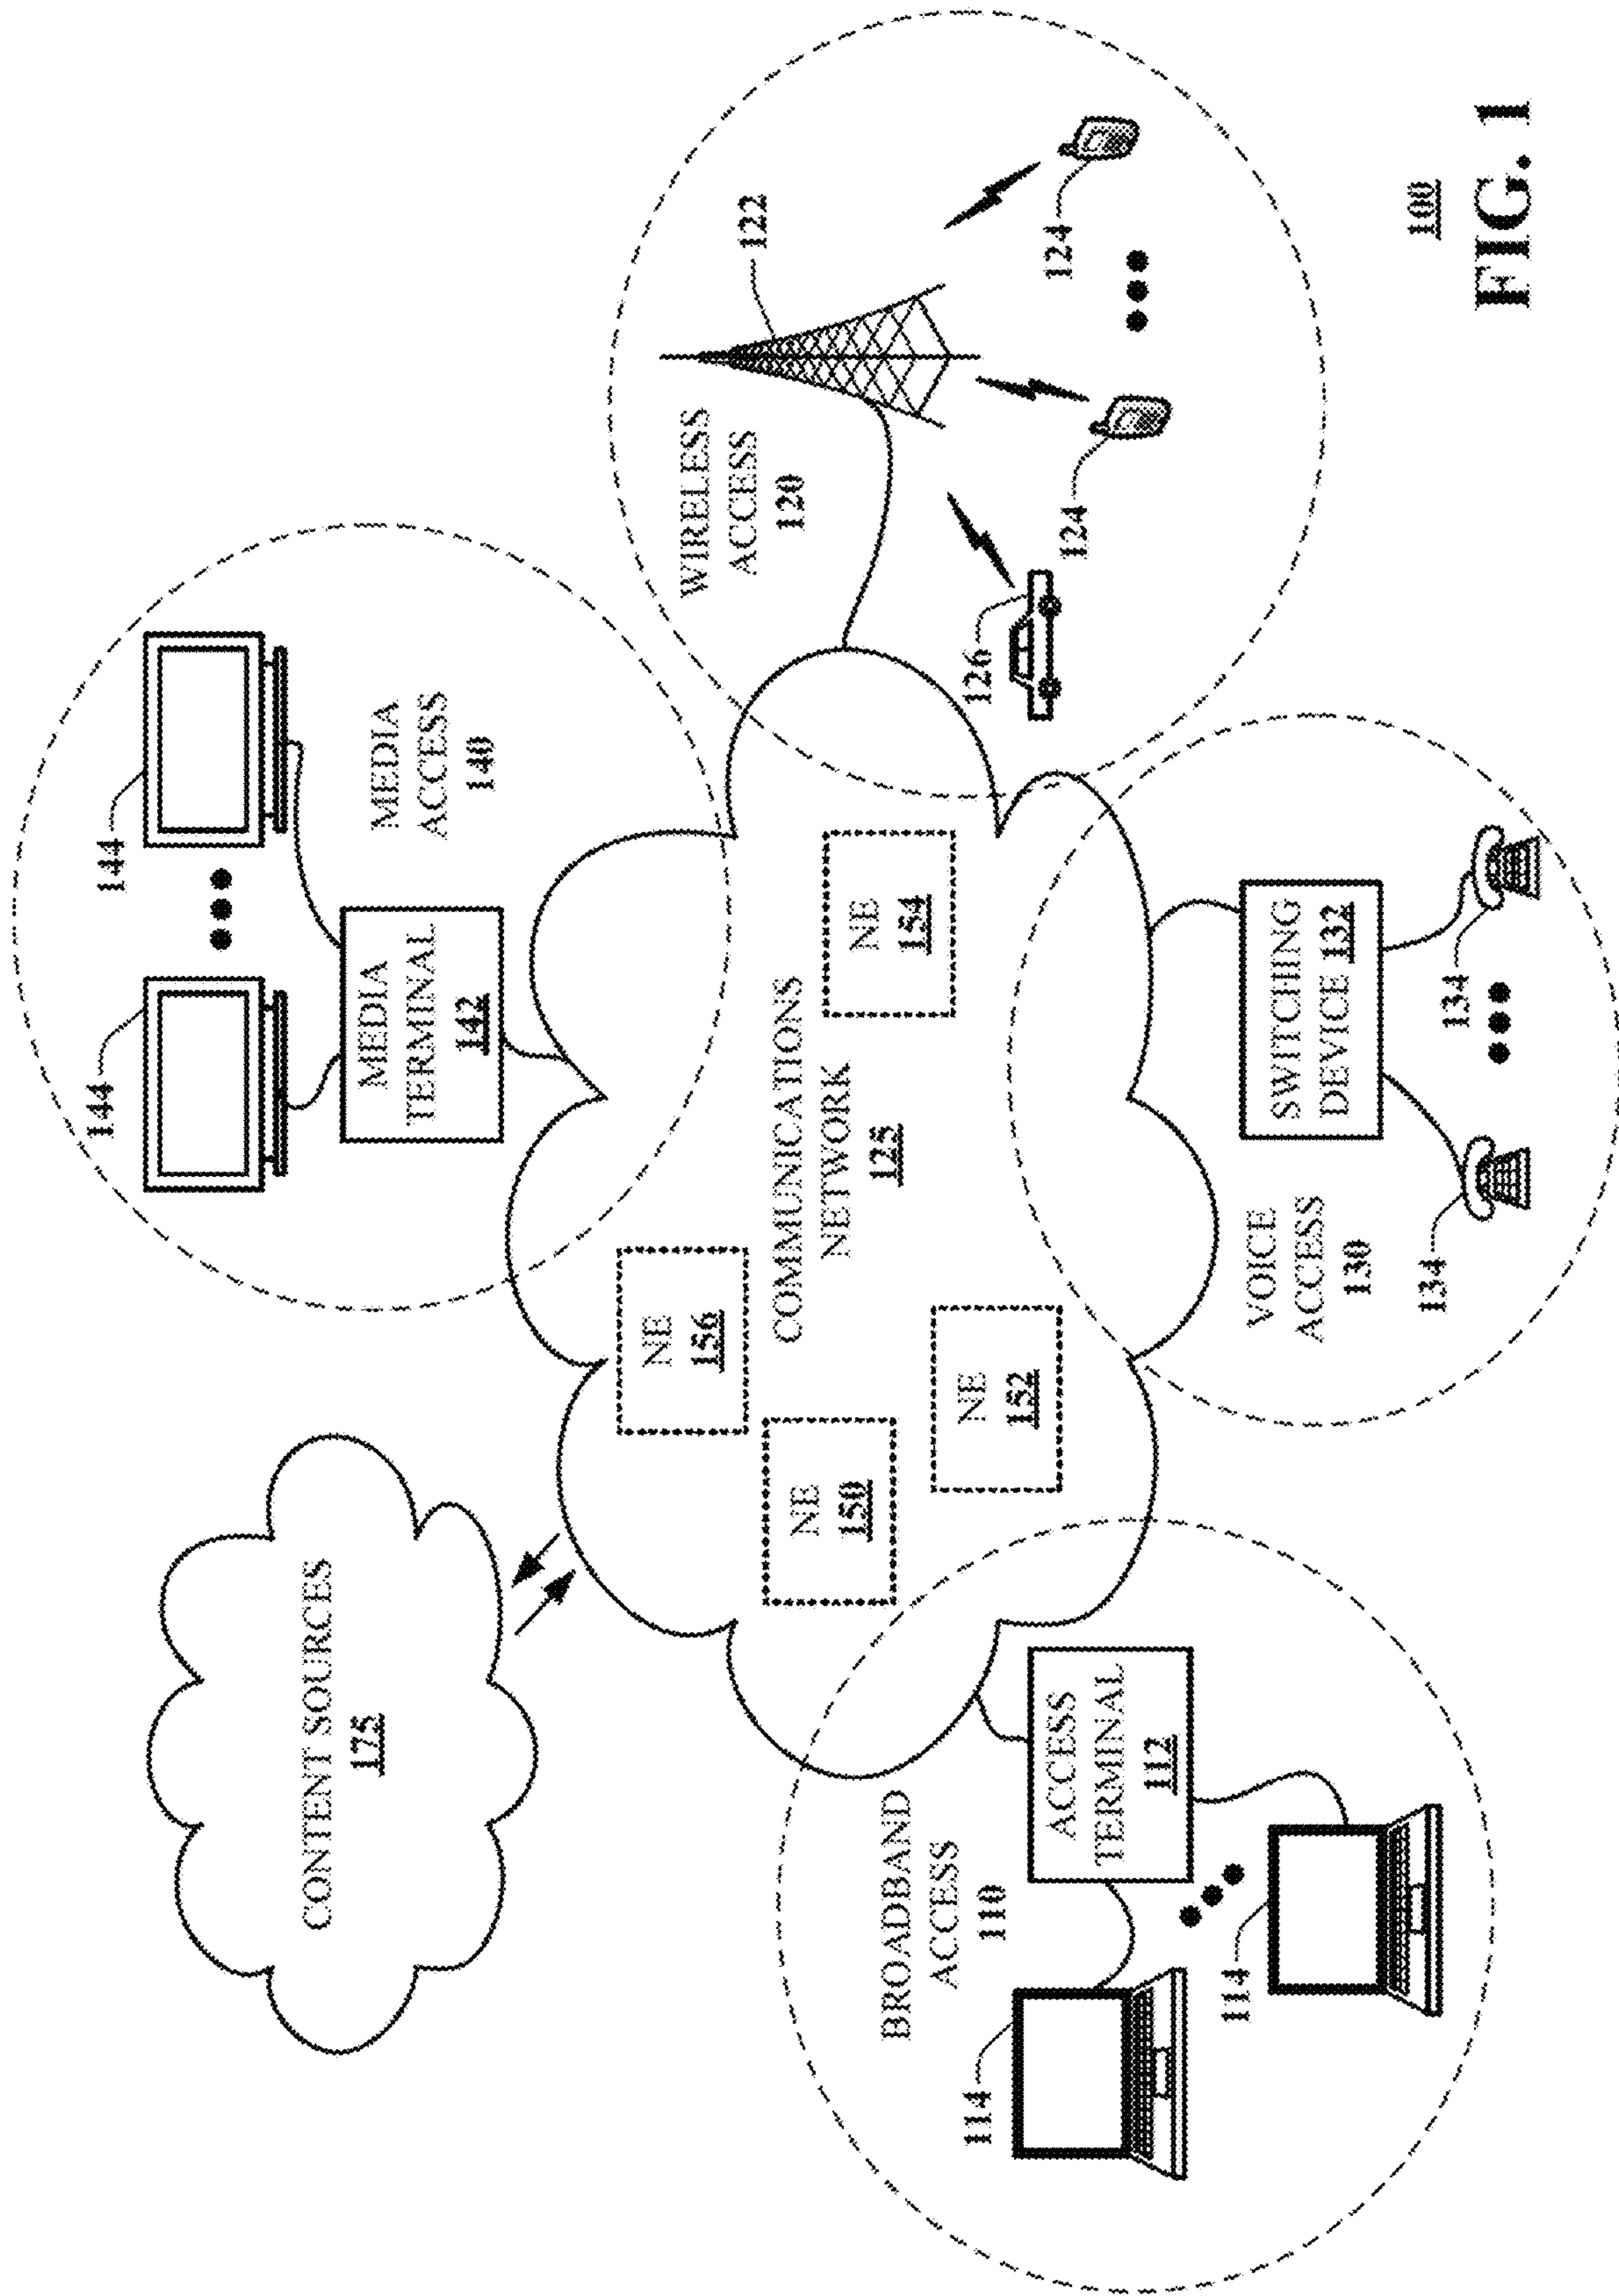 144
144
MEDIA
TERMINAL
142
MEDIA
ACCESS
140
CONTENT SOURCES
175
NE
156
NE
150
NE
152
NE
154
COMMUNICATIONS
NETWORK
125
WIRELESS
ACCESS
120
122
126
124
124
BROADBAND
ACCESS
110
ACCESS
TERMINAL
112
114
114
VOICE
ACCESS
130
SWITCHING
DEVICE 132
134
134
100
FIG. 1